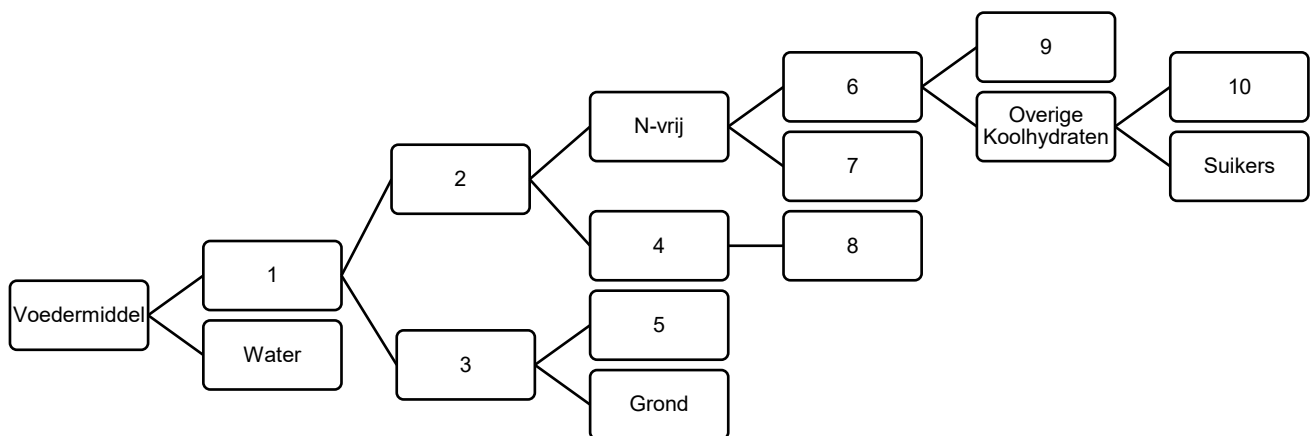 Voedermiddel
1
Water
2
3
N-vrij
4
5
Grond
6
7
8
9
Overige
Koolhydraten
10
Suikers